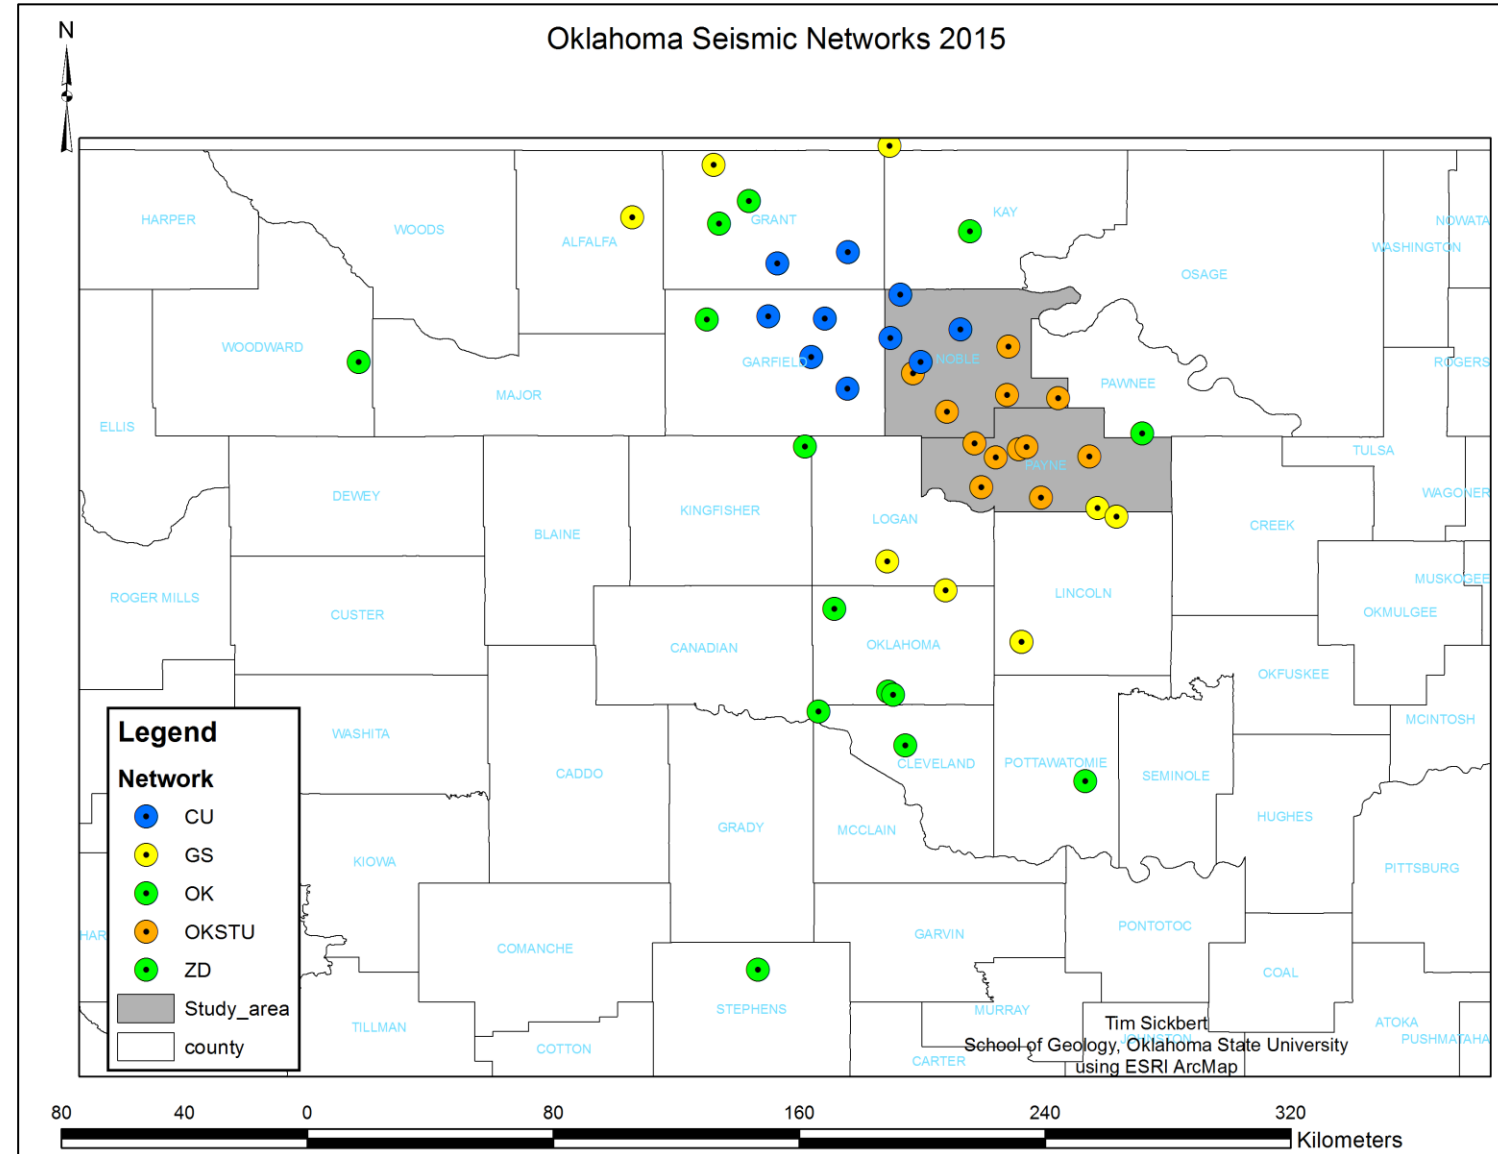 N
Oklahoma Seismic Networks 2015
HARPER
WOODS
ALFALFA
GRANT
KAY
OSAGE
NOWATA
WASHINGTON
WOODWARD
MAJOR
GARFIELD
NOBLE
PAWNEE
ROGERS
ELLIS
TULSA
DEWEY
BLAINE
KINGFISHER
LOGAN
PAYNE
CREEK
WAGONER
ROGER MILLS
CUSTER
CANADIAN
OKLAHOMA
LINCOLN
MUSKOGEE
OKMULGEE
OKFUSKEE
MCINTOSH
WASHITA
CADDO
GRADY
CLEVELAND
MCCLAIN
POTTAWATOMIE
SEMINOLE
HUGHES
PITTSBURG
KIOWA
HAR
COMANCHE
GARVIN
PONTOTOC
COAL
TILLMAN
COTTON
STEPHENS
MURRAY
CARTER
JOHNSTON
ATOKA
PUSHMATAHA
Legend
Network
CU
GS
OK
OKSTU
ZD
Study_area
county
Tim Sickbert
School of Geology, Oklahoma State University
using ESRI ArcMap
80 40 0 80 160 240 320
Kilometers